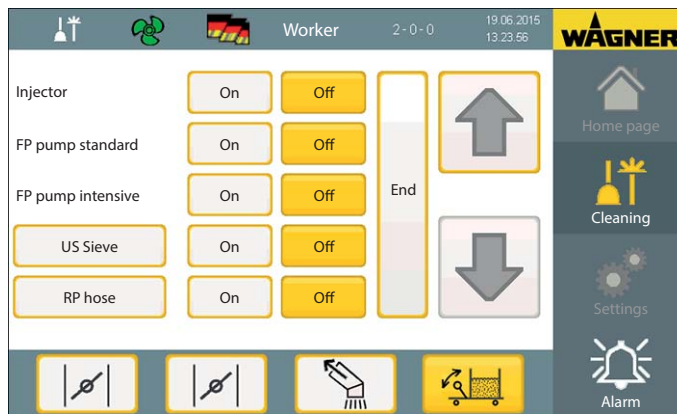 Worker
2-0-0
19.06.2015
13.23.56
WAGNER
Injector
On
Off
FP pump standard
On
Off
FP pump intensive
On
Off
US Sieve
On
Off
RP hose
On
Off
End
Home page
Cleaning
Settings
Alarm